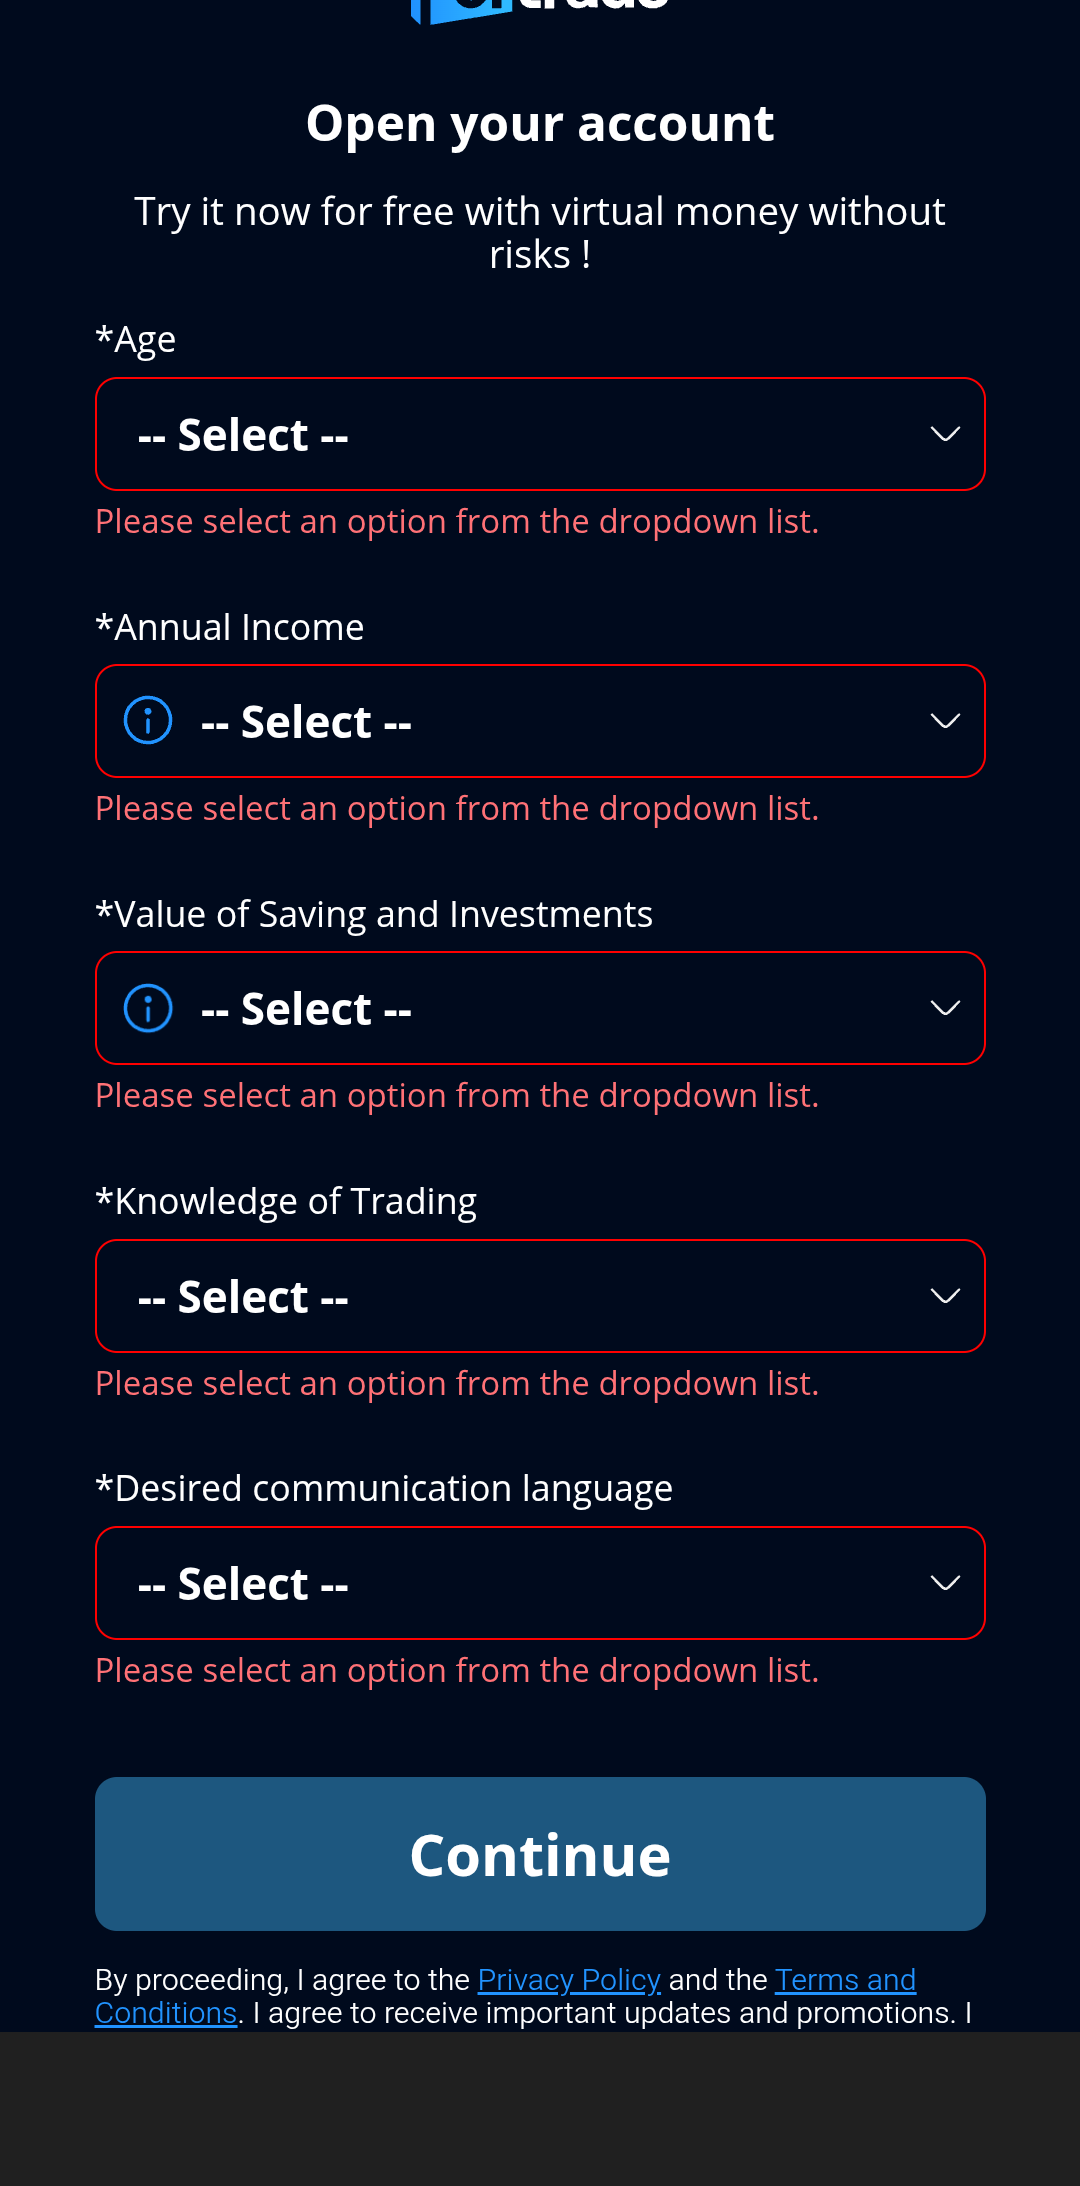 Open your account
Try it now for free with virtual money without
risks !
*Age
-- Select --
Please select an option from the dropdown list.
*Annual Income
-- Select --
Please select an option from the dropdown list.
*Value of Saving and Investments
-- Select --
Please select an option from the dropdown list.
*Knowledge of Trading
-- Select --
Please select an option from the dropdown list.
*Desired communication language
-- Select --
Please select an option from the dropdown list.
Continue
By proceeding, I agree to the Privacy Policy and the Terms and
Conditions. I agree to receive important updates and promotions. I